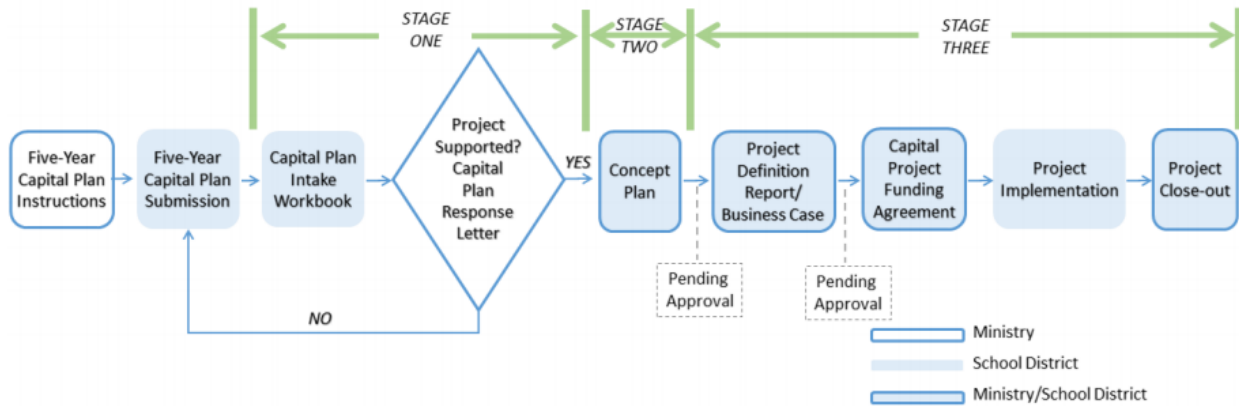 STAGE
ONE
STAGE
TWO
STAGE
THREE
Five-Year
Capital Plan
Instructions
Five-Year
Capital Plan
Submission
Capital Plan
Intake
Workbook
Project
Supported?
Capital
Plan
Response
Letter
YES
Concept
Plan
Project
Definition
Report/
Business Case
Capital
Project
Funding
Agreement
Project
Implementation
Project
Close-out
Pending
Approval
Pending
Approval
NO
Ministry
School District
Ministry/School District